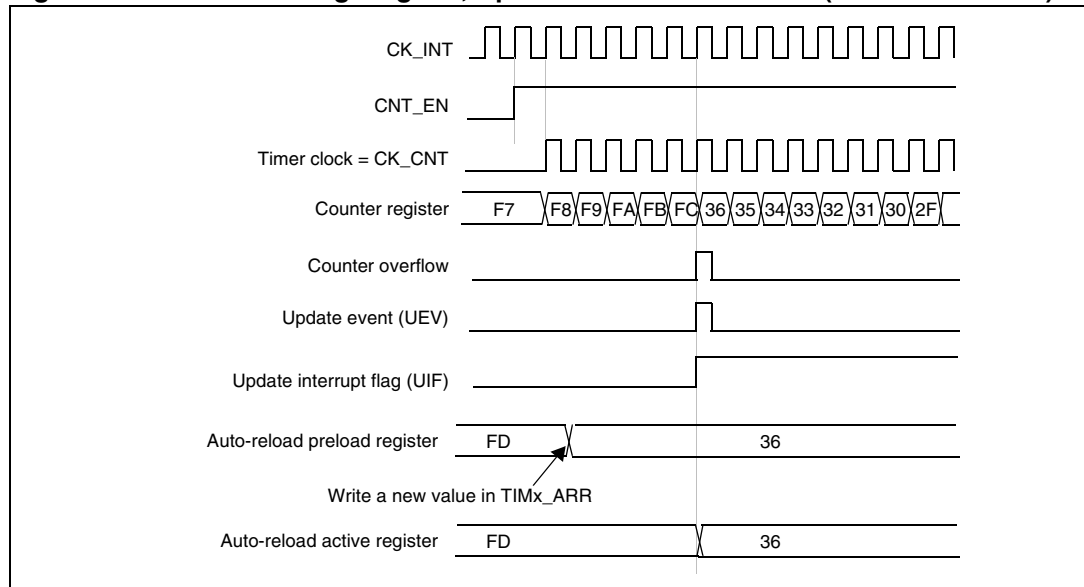 CK_INT
CNT_EN
Timer clock = CK_CNT
Counter register F7 F8 F9 FA FB FC 36 35 34 33 32 31 30 2F
Counter overflow
Update event (UEV)
Update interrupt flag (UIF)
Auto-reload preload register FD 36
Write a new value in TIMx_ARR
Auto-reload active register FD 36